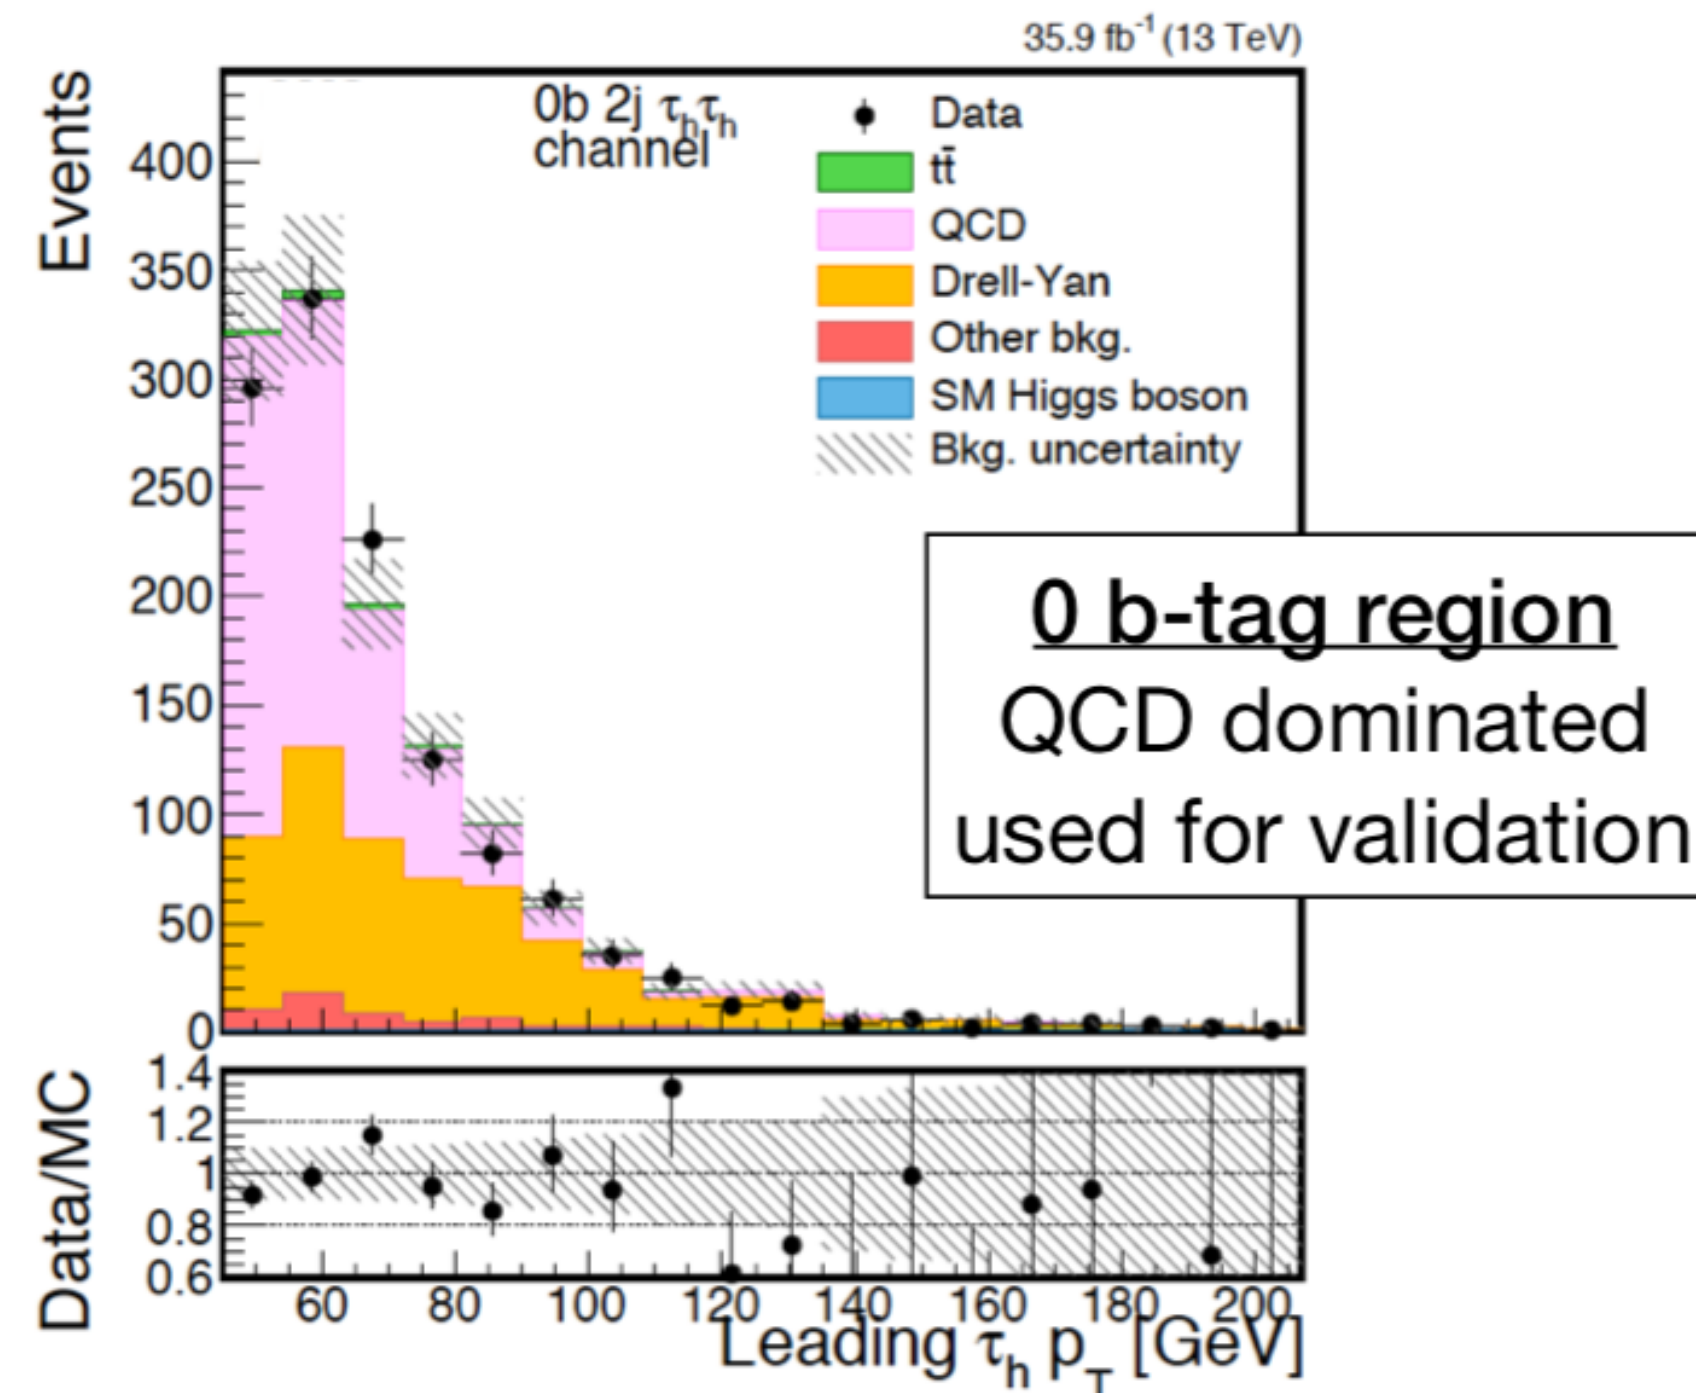 35.9 fb⁻¹ (13 TeV)
Events
400
350
300
250
200
150
100
50
0
0b 2j τₕτₕ
channel
Data
tt̄
QCD
Drell-Yan
Other bkg.
SM Higgs boson
Bkg. uncertainty
0 b-tag region
QCD dominated
used for validation
Data/MC
1.4
1.2
1
0.8
0.6
60 80 100 120 140 160 180 200
Leading τₕ p_T [GeV]